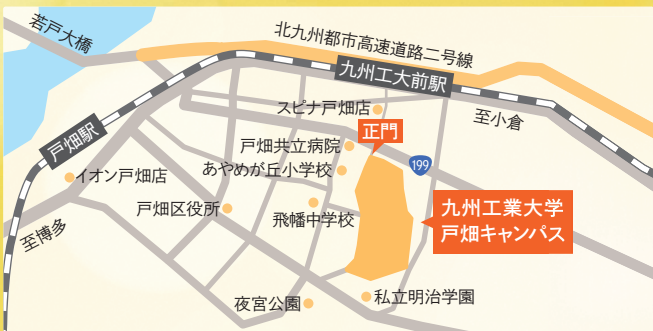 若戸大橋
北九州都市高速道路二号線
九州工大前駅
スピナ戸畑店
至小倉
正門
戸畑駅
戸畑共立病院
199
あやめが丘小学校
イオン戸畑店
戸畑区役所
飛幡中学校
九州工業大学
戸畑キャンパス
至博多
夜宮公園
私立明治学園